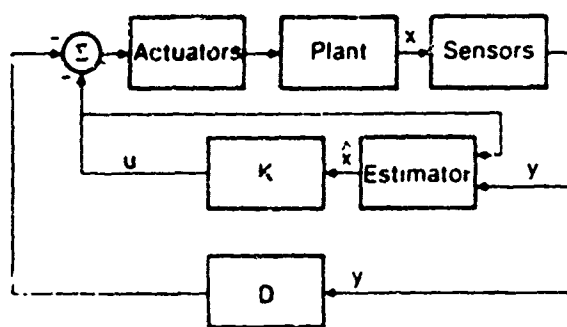 Σ
Actuators
Plant
x
Sensors
u
K
x̂
Estimator
y
D
y